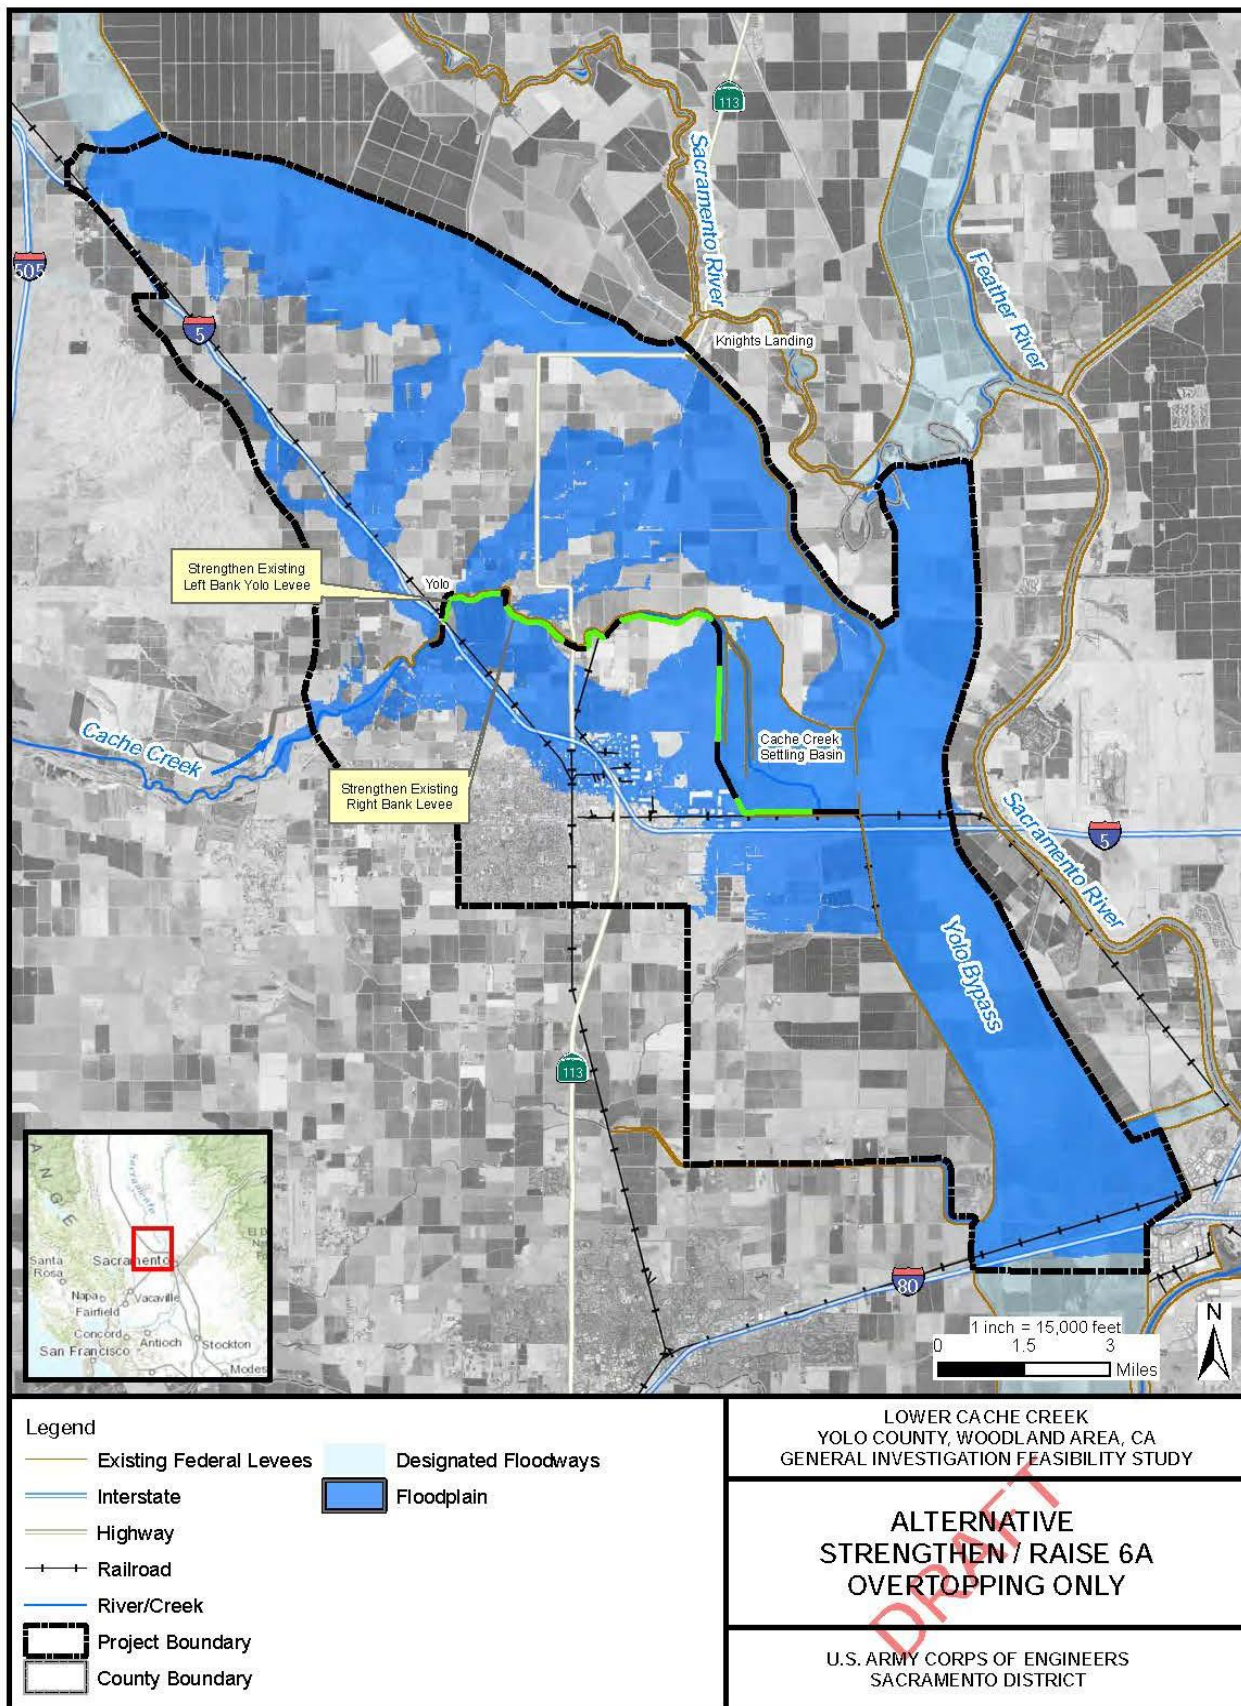 113
Sacramento River
505
Feather River
5
Knights Landing
Strengthen Existing
Left Bank Yolo Levee
Yolo
Cache Creek
Cache Creek
Settling Basin
Strengthen Existing
Right Bank Levee
Sacramento River
5
Yolo Bypass
113
80
N
1 inch = 15,000 feet
0 1.5 3
Miles
ANGE
Sacramento
Santa
Rosa
Sacramento
Napa
Vacaville
Fairfield
Concord
Antioch
Stockton
San Francisco
Modes
Legend
Existing Federal Levees
Interstate
Highway
Railroad
River/Creek
Project Boundary
County Boundary
Designated Floodways
Floodplain
LOWER CACHE CREEK
YOLO COUNTY, WOODLAND AREA, CA
GENERAL INVESTIGATION FEASIBILITY STUDY
ALTERNATIVE
STRENGTHEN / RAISE 6A
OVERTOPPING ONLY
DRAFT
U.S. ARMY CORPS OF ENGINEERS
SACRAMENTO DISTRICT